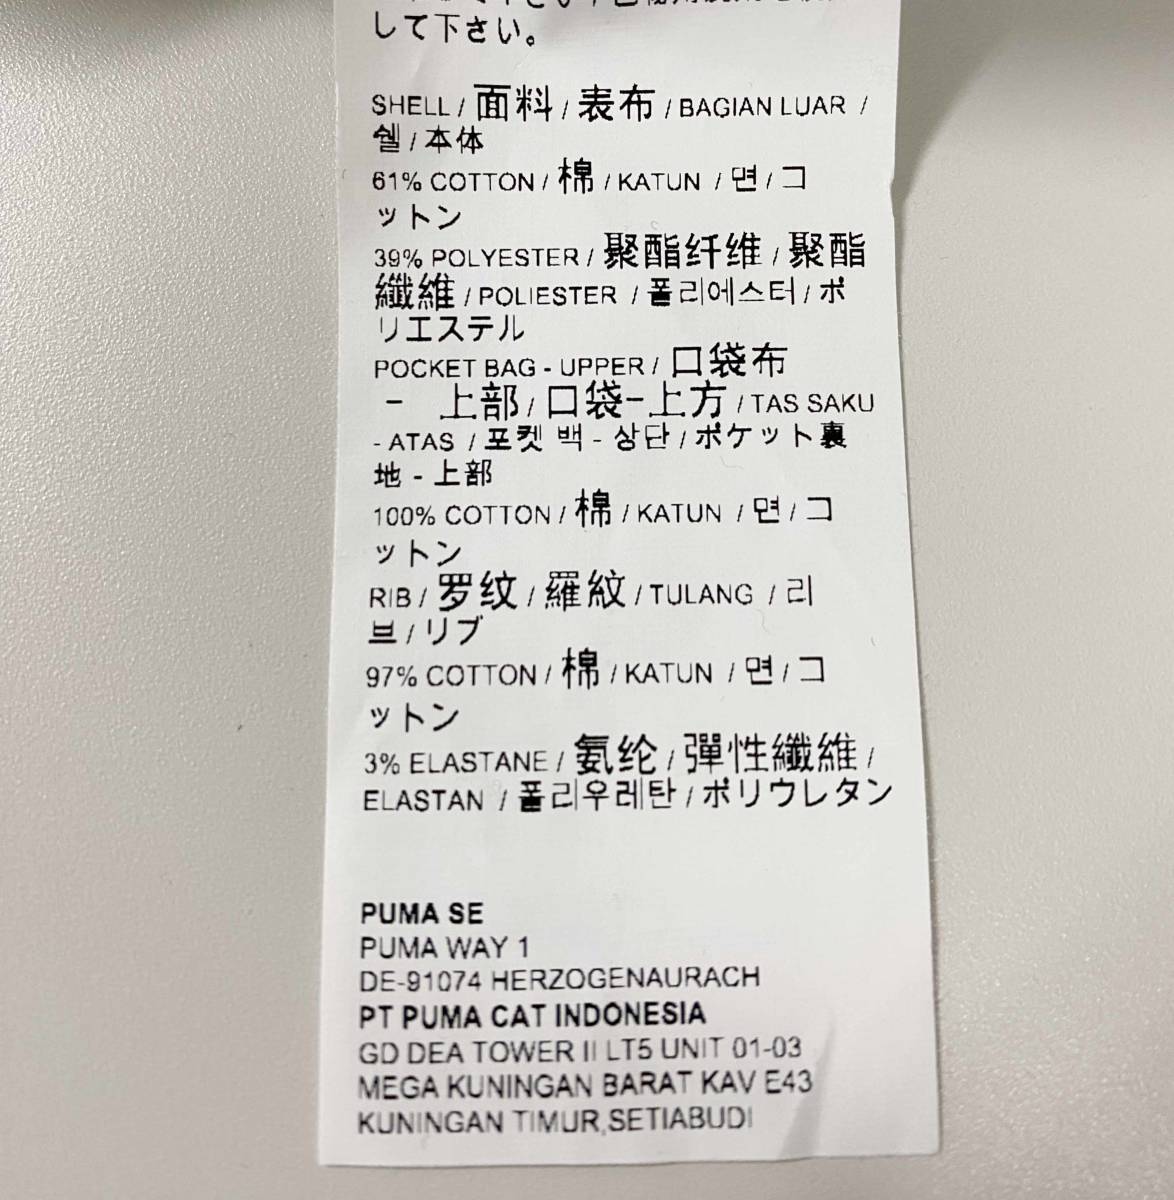 して下さい。
SHELL / 面料 / 表布 / BAGIAN LUAR /
쉘 / 本体
61% COTTON / 棉 / KATUN / 면 / コ
ットン
39% POLYESTER / 聚酯纤维 / 聚酯
纖維 / POLIESTER / 폴리에스터 / ポ
リエステル
POCKET BAG - UPPER / 口袋布
- 上部 / 口袋-上方 / TAS SAKU
- ATAS / 포켓 백 - 상단 / ポケット裏
地 - 上部
100% COTTON / 棉 / KATUN / 면 / コ
ットン
RIB / 罗纹 / 羅紋 / TULANG / 리
브 / リブ
97% COTTON / 棉 / KATUN / 면 / コ
ットン
3% ELASTANE / 氨纶 / 彈性纖維 /
ELASTAN / 폴리우레탄 / ポリウレタン
PUMA SE
PUMA WAY 1
DE-91074 HERZOGENAURACH
PT PUMA CAT INDONESIA
GD DEA TOWER II LT5 UNIT 01-03
MEGA KUNINGAN BARAT KAV E43
KUNINGAN TIMUR,SETIABUDI